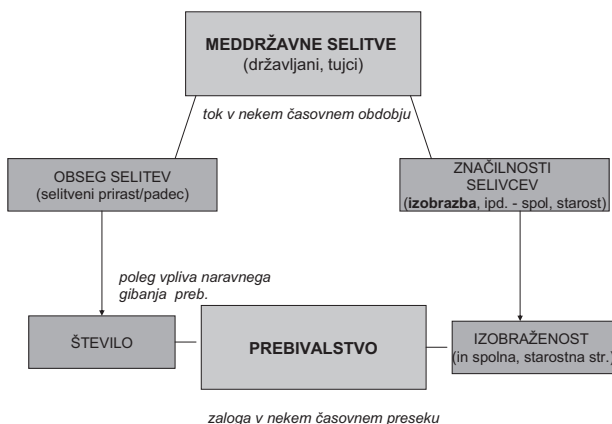 MEDDRŽAVNE SELITVE
(državljani, tujci)
tok v nekem časovnem obdobju
OBSEG SELITEV
(selitveni prirast/padec)
ZNAČILNOSTI
SELIVCEV
(izobrazba, ipd. - spol, starost)
poleg vpliva naravnega
gibanja preb.
ŠTEVILO
PREBIVALSTVO
IZOBRAŽENOST
(in spolna, starostna str.)
zaloga v nekem časovnem preseku